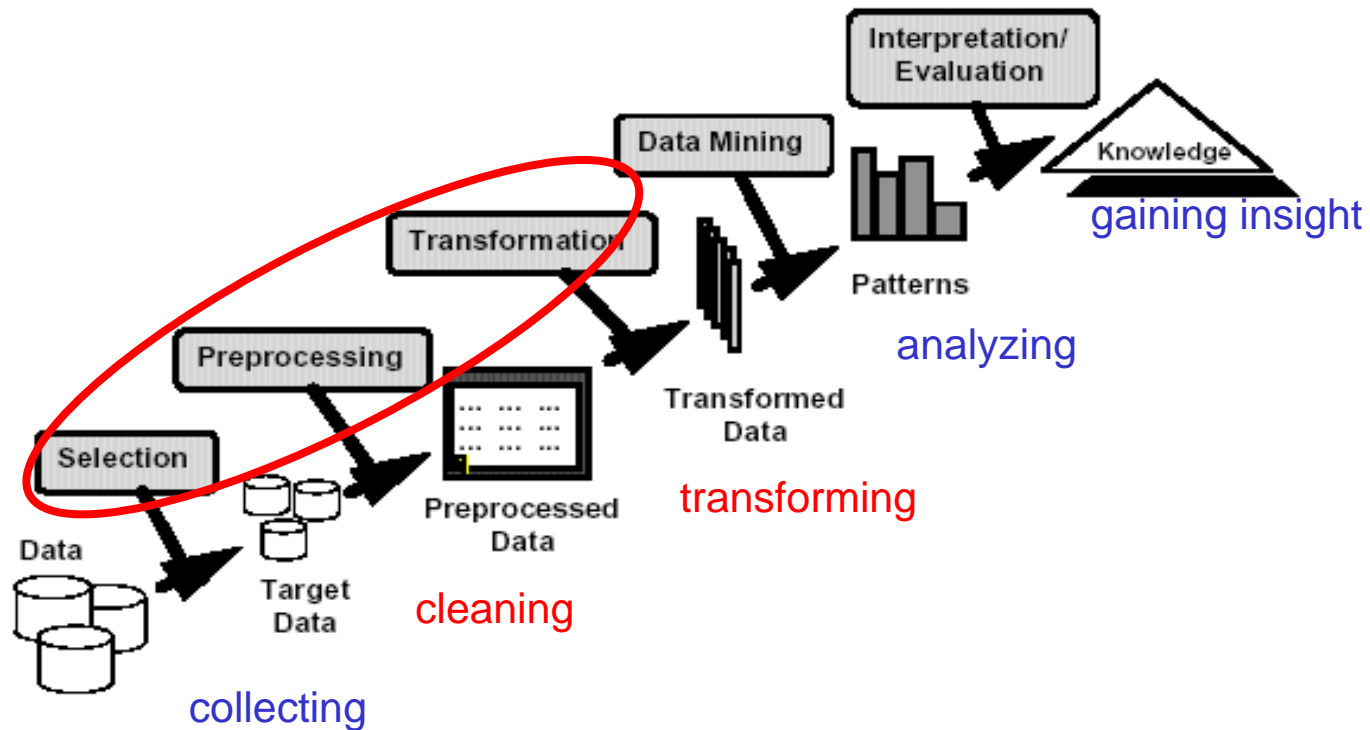 Interpretation/
Evaluation
Data Mining
Knowledge
gaining insight
Transformation
Patterns
analyzing
Preprocessing
... ... ...
... ... ...
... ... ...
Transformed
Data
Selection
transforming
Preprocessed
Data
Data
Target
Data
cleaning
collecting